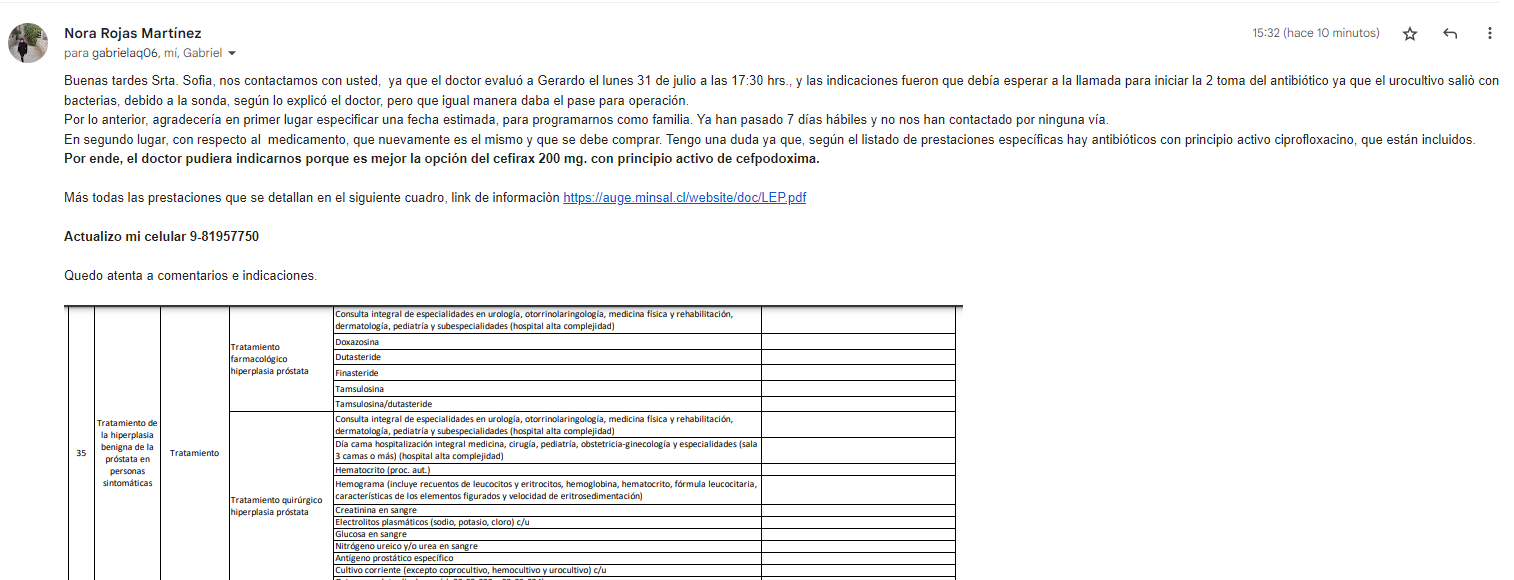 Nora Rojas Martínez
15:32 (hace 10 minutos)
para gabrielaq06, mí, Gabriel
Buenas tardes Srta. Sofia, nos contactamos con usted, ya que el doctor evaluó a Gerardo el lunes 31 de julio a las 17:30 hrs., y las indicaciones fueron que debía esperar a la llamada para iniciar la 2 toma del antibiótico ya que el urocultivo saliò con
bacterias, debido a la sonda, según lo explicó el doctor, pero que igual manera daba el pase para operación.
Por lo anterior, agradecería en primer lugar especificar una fecha estimada, para programarnos como familia. Ya han pasado 7 días hábiles y no nos han contactado por ninguna vía.
En segundo lugar, con respecto al medicamento, que nuevamente es el mismo y que se debe comprar. Tengo una duda ya que, según el listado de prestaciones específicas hay antibióticos con principio activo ciprofloxacino, que están incluidos.
Por ende, el doctor pudiera indicarnos porque es mejor la opción del cefirax 200 mg. con principio activo de cefpodoxima.
Más todas las prestaciones que se detallan en el siguiente cuadro, link de informaciòn https://auge.minsal.cl/website/doc/LEP.pdf
Actualizo mi celular 9-81957750
Quedo atenta a comentarios e indicaciones.
35
Tratamiento de
la hiperplasia
benigna de la
próstata en
personas
sintomáticas
Tratamiento
Tratamiento
farmacológico
hiperplasia próstata
Consulta integral de especialidades en urología, otorrinolaringología, medicina física y rehabilitación,
dermatología, pediatría y subespecialidades (hospital alta complejidad)
Doxazosina
Dutasteride
Finasteride
Tamsulosina
Tamsulosina/dutasteride
Tratamiento quirúrgico
hiperplasia próstata
Consulta integral de especialidades en urología, otorrinolaringología, medicina física y rehabilitación,
dermatología, pediatría y subespecialidades (hospital alta complejidad)
Día cama hospitalización integral medicina, cirugía, pediatría, obstetricia-ginecología y especialidades (sala
3 camas o más) (hospital alta complejidad)
Hematocrito (proc. aut.)
Hemograma (incluye recuentos de leucocitos y eritrocitos, hemoglobina, hematocrito, fórmula leucocitaria,
características de los elementos figurados y velocidad de eritrosedimentación)
Creatinina en sangre
Electrolitos plasmáticos (sodio, potasio, cloro) c/u
Glucosa en sangre
Nitrógeno ureico y/o urea en sangre
Antígeno prostático específico
Cultivo corriente (excepto coprocultivo, hemocultivo y urocultivo) c/u